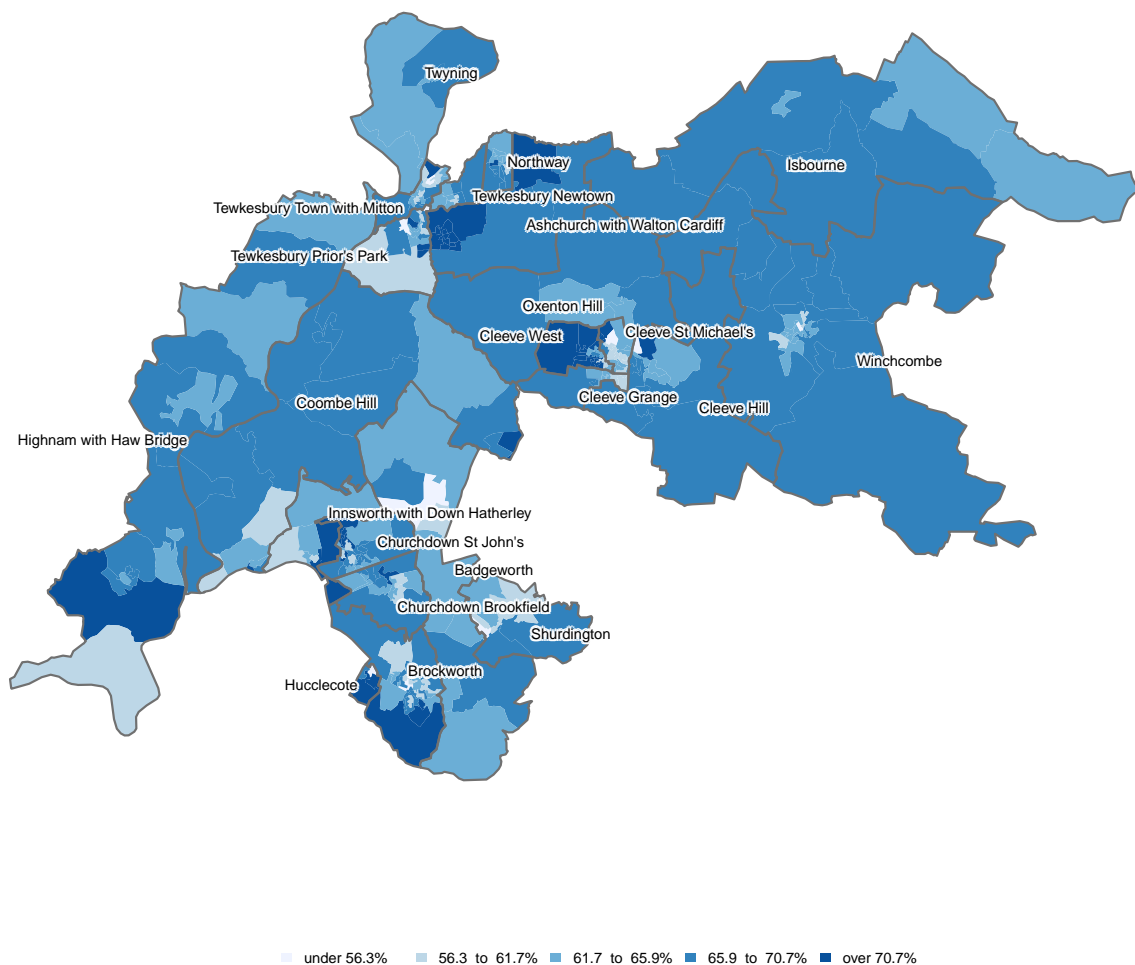 Twyning
Northway
Isbourne
Tewkesbury Newtown
Tewkesbury Town with Mitton
Ashchurch with Walton Cardiff
Tewkesbury Prior's Park
Oxenton Hill
Cleeve West
Cleeve St Michael's
Winchcombe
Cleeve Grange
Coombe Hill
Cleeve Hill
Highnam with Haw Bridge
Innsworth with Down Hatherley
Churchdown St John's
Badgeworth
Churchdown Brookfield
Shurdington
Brockworth
Hucclecote
under 56.3% 56.3 to 61.7% 61.7 to 65.9% 65.9 to 70.7% over 70.7%